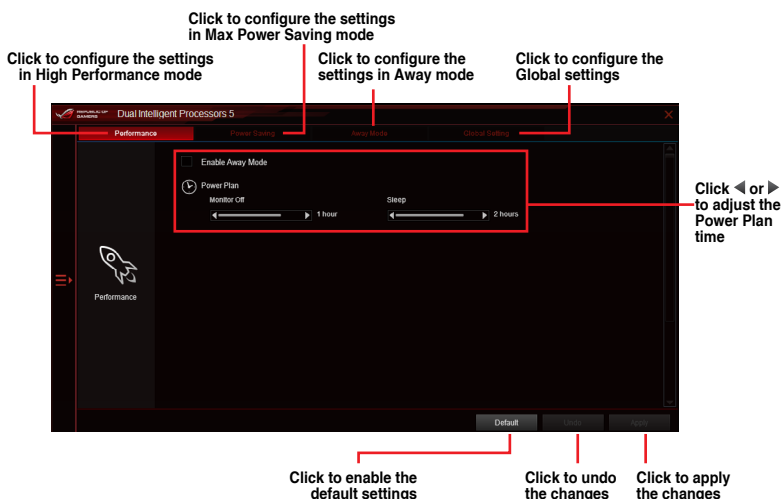 Click to configure the settings
in Max Power Saving mode
Click to configure the settings
in High Performance mode
Click to configure the
settings in Away mode
Click to configure the
Global settings
REPUBLIC OF
GAMERS
Dual Intelligent Processors 5
X
Performance
Power Saving
Away Mode
Global Setting
Enable Away Mode
Power Plan
Monitor Off
Sleep
1 hour
2 hours
Click ◀ or ▶
to adjust the
Power Plan
time
Performance
Default
Undo
Apply
Click to enable the
default settings
Click to undo
the changes
Click to apply
the changes